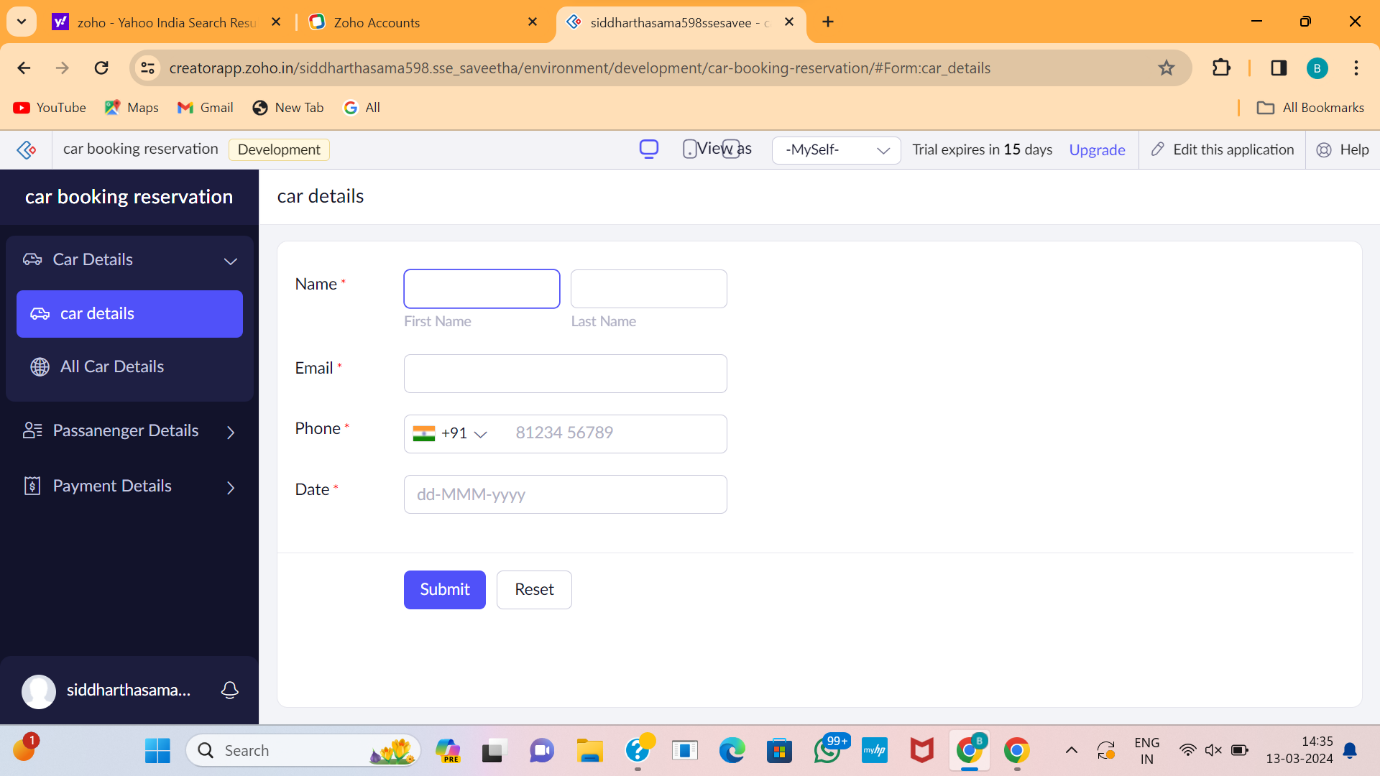 zoho - Yahoo India Search Resu
Zoho Accounts
siddharthasama598ssesavee - c
creatorapp.zoho.in/siddharthasama598.sse_saveetha/environment/development/car-booking-reservation/#Form:car_details
B
YouTube
Maps
Gmail
New Tab
All
All Bookmarks
car booking reservation
Development
View as
-MySelf-
Trial expires in 15 days
Upgrade
Edit this application
Help
car booking reservation
car details
Car Details
car details
All Car Details
Passanenger Details
Payment Details
siddharthasama...
Name *
First Name
Last Name
Email *
Phone *
+91
81234 56789
Date *
dd-MMM-yyyy
Submit
Reset
1
Search
PRE
99+
myhp
B
ENG
IN
14:35
13-03-2024